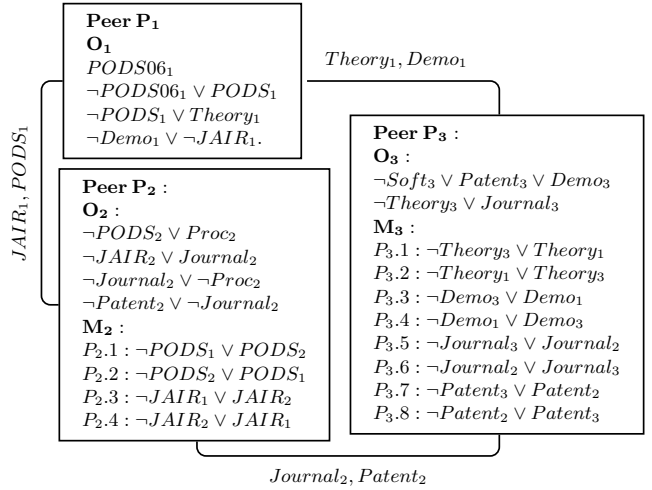 Peer P₁
O₁
PODS06₁
¬PODS06₁ ∨ PODS₁
¬PODS₁ ∨ Theory₁
¬Demo₁ ∨ ¬JAIR₁.
Theory₁, Demo₁
JAIR₁, PODS₁
Peer P₂ :
O₂ :
¬PODS₂ ∨ Proc₂
¬JAIR₂ ∨ Journal₂
¬Journal₂ ∨ ¬Proc₂
¬Patent₂ ∨ ¬Journal₂
M₂ :
P₂.1 : ¬PODS₁ ∨ PODS₂
P₂.2 : ¬PODS₂ ∨ PODS₁
P₂.3 : ¬JAIR₁ ∨ JAIR₂
P₂.4 : ¬JAIR₂ ∨ JAIR₁
Peer P₃ :
O₃ :
¬Soft₃ ∨ Patent₃ ∨ Demo₃
¬Theory₃ ∨ Journal₃
M₃ :
P₃.1 : ¬Theory₃ ∨ Theory₁
P₃.2 : ¬Theory₁ ∨ Theory₃
P₃.3 : ¬Demo₃ ∨ Demo₁
P₃.4 : ¬Demo₁ ∨ Demo₃
P₃.5 : ¬Journal₃ ∨ Journal₂
P₃.6 : ¬Journal₂ ∨ Journal₃
P₃.7 : ¬Patent₃ ∨ Patent₂
P₃.8 : ¬Patent₂ ∨ Patent₃
Journal₂, Patent₂